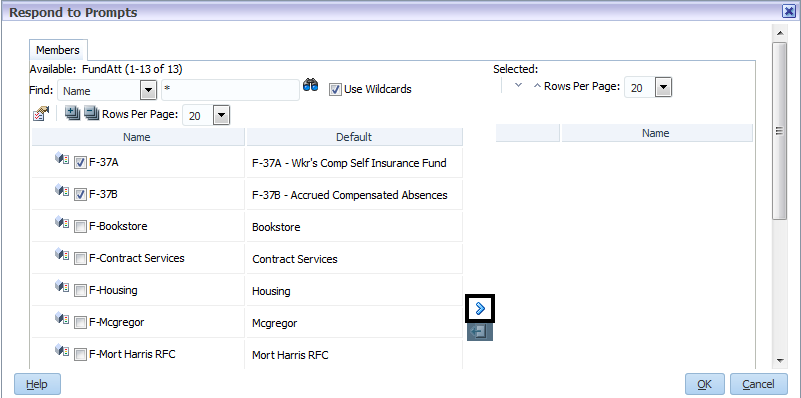 Respond to Prompts
Members
Available: FundAtt (1-13 of 13)
Selected:
Find: Name * Use Wildcards
Rows Per Page: 20
Rows Per Page: 20
Name Default
Name
F-37A F-37A - Wkr's Comp Self Insurance Fund
F-37B F-37B - Accrued Compensated Absences
F-Bookstore Bookstore
F-Contract Services Contract Services
F-Housing Housing
F-Mcgregor Mcgregor
F-Mort Harris RFC Mort Harris RFC
Help OK Cancel